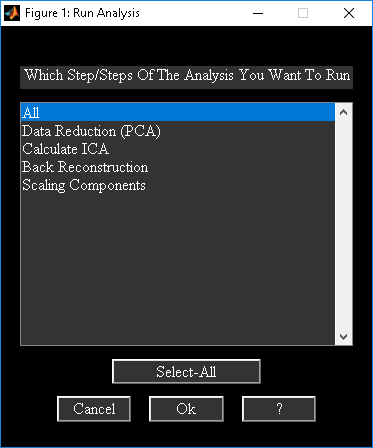 Figure 1: Run Analysis
Which Step/Steps Of The Analysis You Want To Run
All
Data Reduction (PCA)
Calculate ICA
Back Reconstruction
Scaling Components
Select-All
Cancel Ok ?